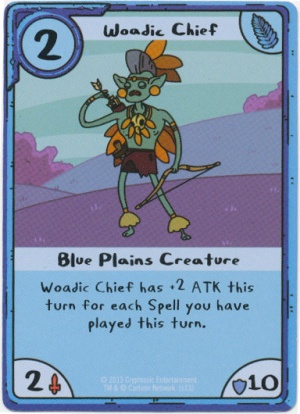 2
Woadic Chief
Blue Plains Creature
Woadic Chief has +2 ATK this
turn for each Spell you have
played this turn.
2
© 2013 Cryptozoic Entertainment
TM & © Cartoon Network.
10